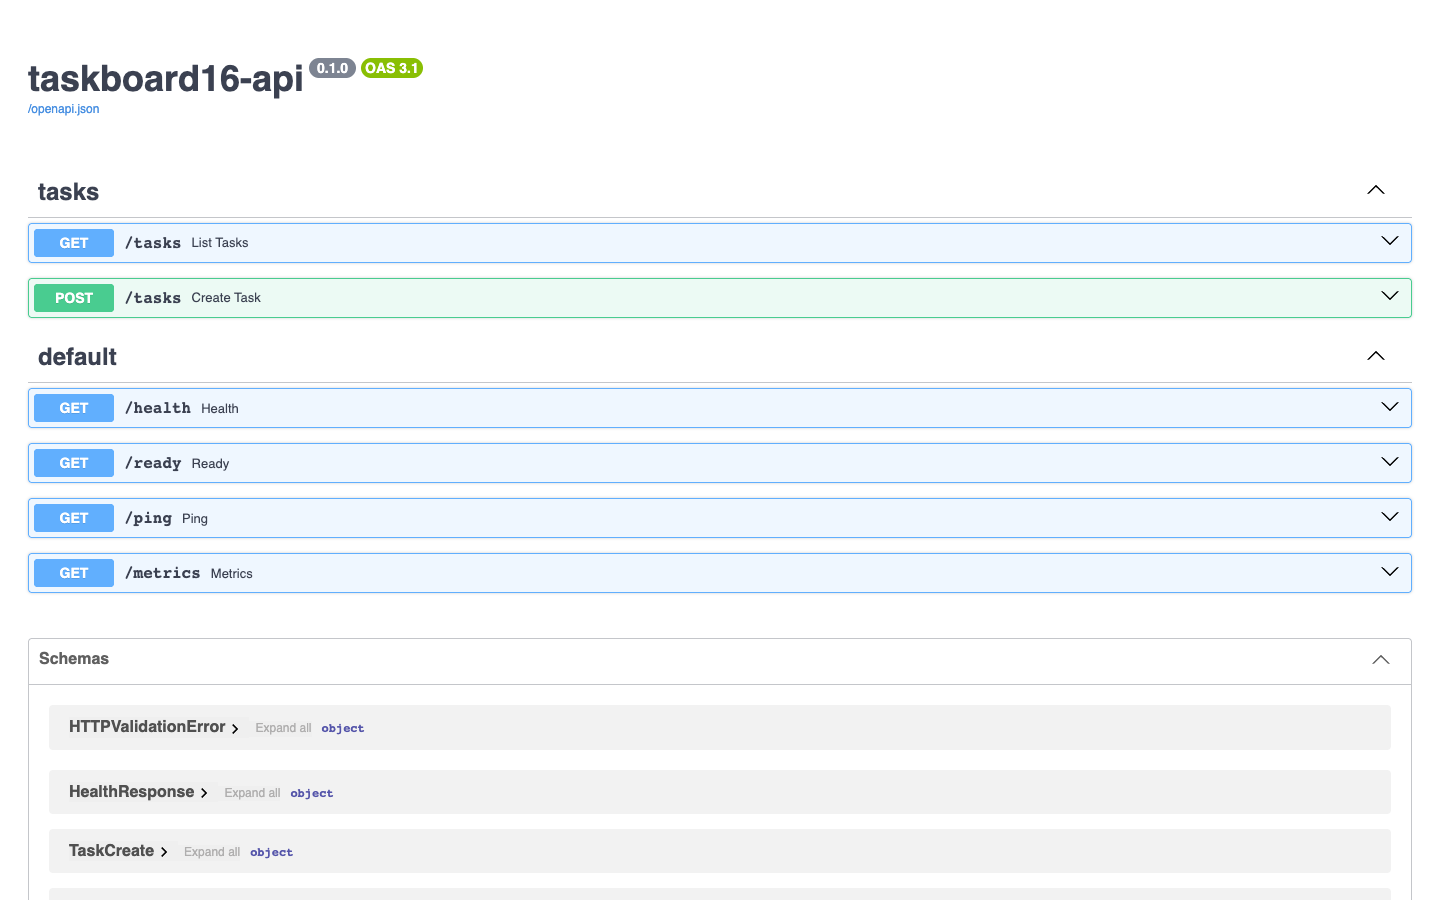 taskboard16-api 0.1.0 OAS 3.1
/openapi.json
tasks
GET /tasks List Tasks
POST /tasks Create Task
default
GET /health Health
GET /ready Ready
GET /ping Ping
GET /metrics Metrics
Schemas
HTTPValidationError Expand all object
HealthResponse Expand all object
TaskCreate Expand all object